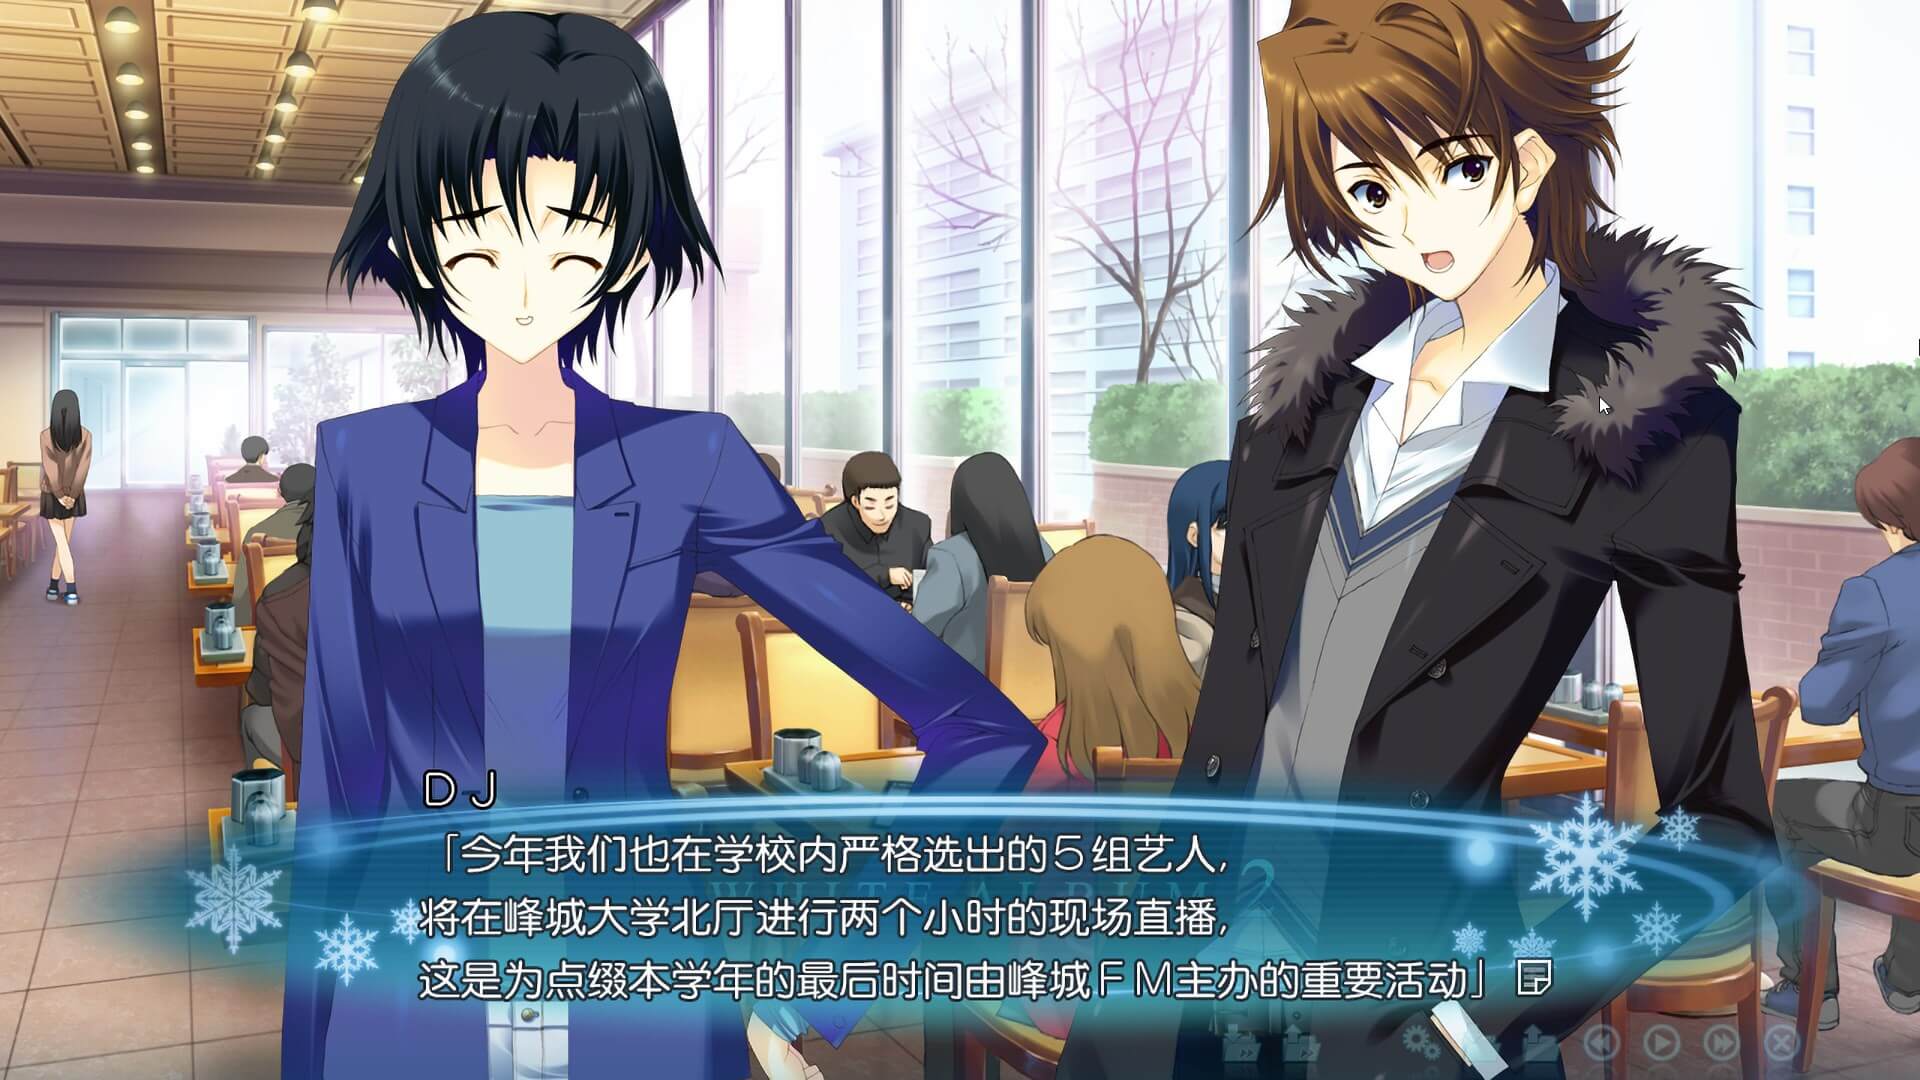 DJ
「今年我们也在学校内严格选出的5组艺人,
将在峰城大学北厅进行两个小时的现场直播,
这是为点缀本学年的最后时间由峰城FM主办的重要活动」
WHITE ALBUM 2